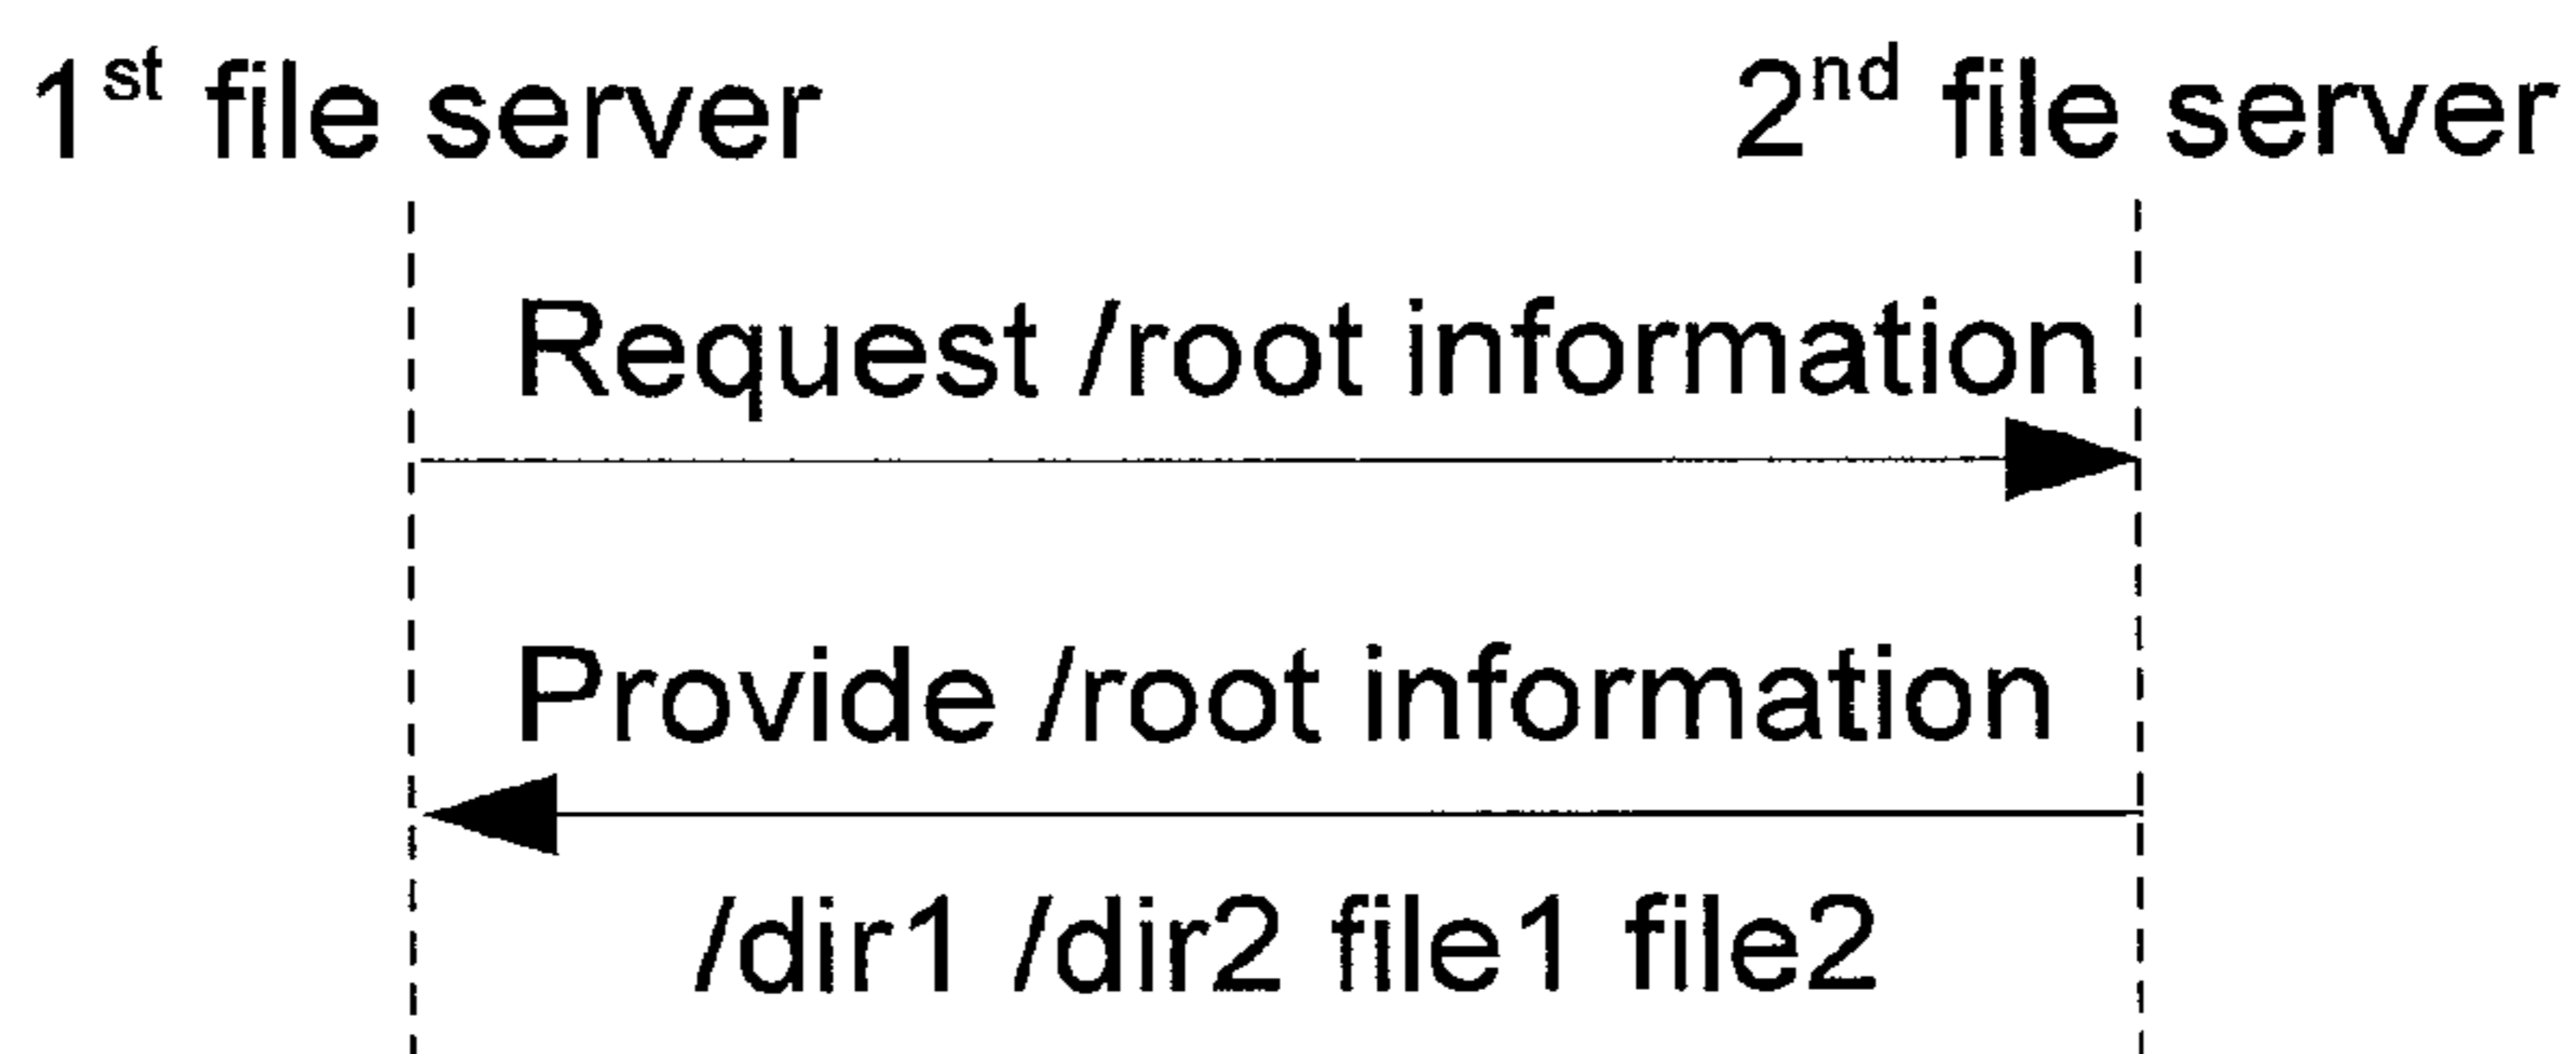 1st file server 2nd file server
Request /root information
Provide /root information
/dir1 /dir2 file1 file2